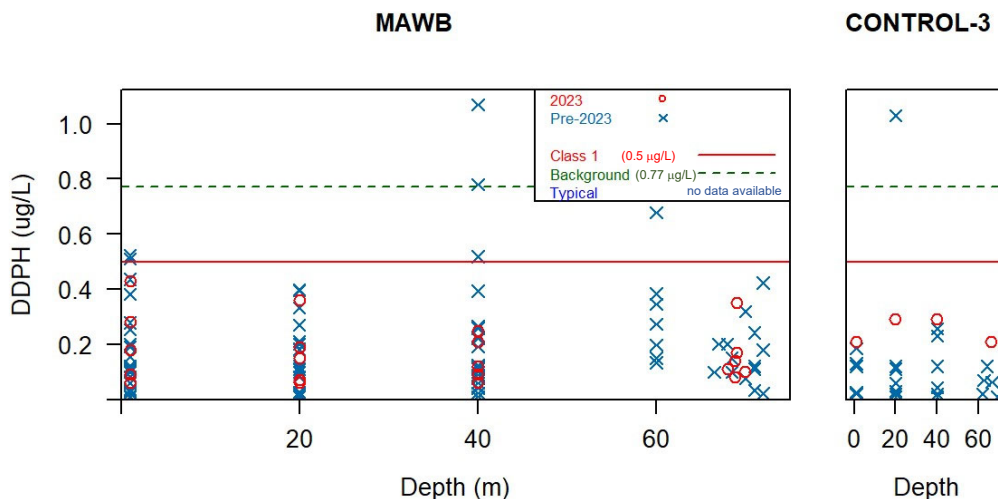 MAWB
CONTROL-3
DDPH (ug/L)
1.0
0.8
0.6
0.4
0.2
2023
Pre-2023
Class 1 (0.5 µg/L)
Background (0.77 µg/L)
Typical no data available
20 40 60
0 20 40 60
Depth (m)
Depth